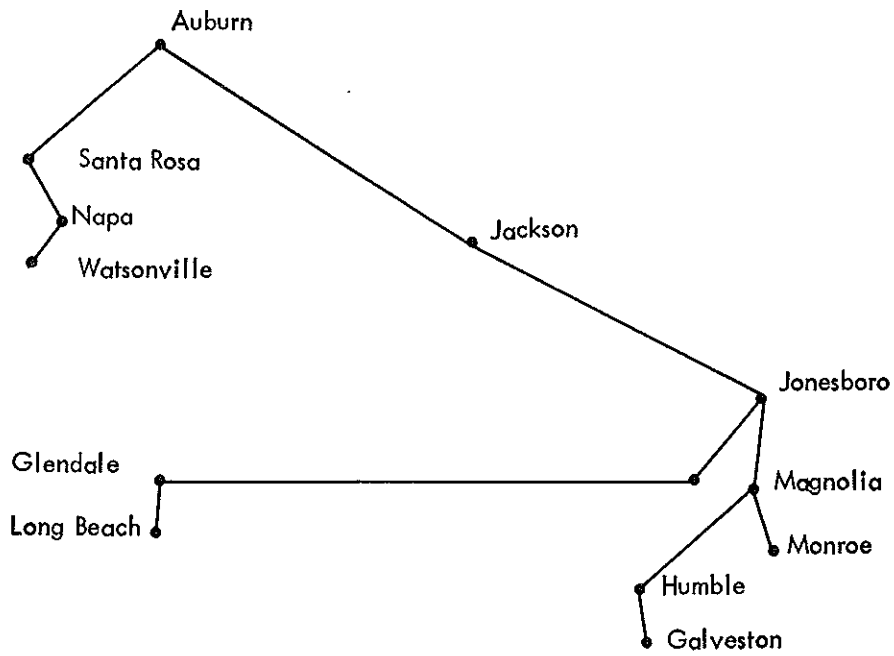 Auburn
Santa Rosa
Napa
Watsonville
Jackson
Jonesboro
Glendale
Long Beach
Magnolia
Monroe
Humble
Galveston